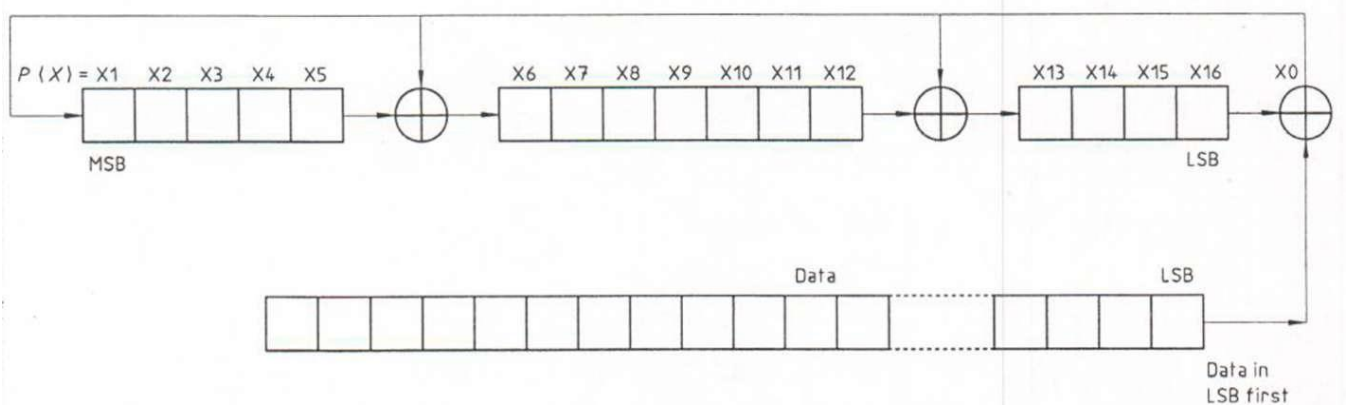 P (X) = X1 X2 X3 X4 X5 X6 X7 X8 X9 X10 X11 X12 X13 X14 X15 X16 X0
MSB LSB
Data LSB
Data in
LSB first